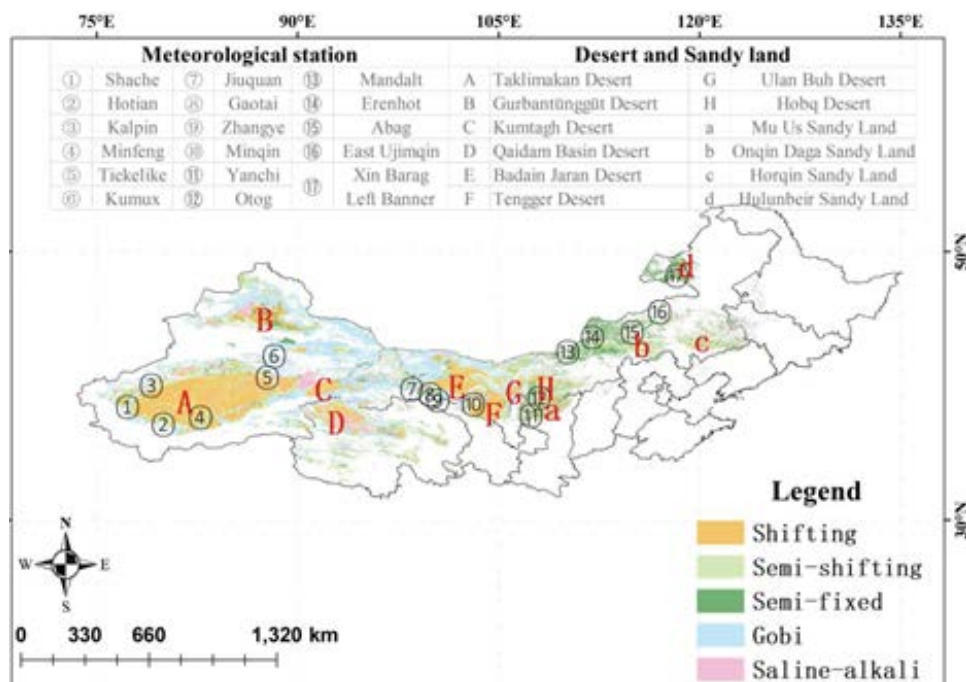 75°E 90°E 105°E 120°E 135°E
Meteorological station Desert and Sandy land
① Shache ⑦ Jiuquan ⑬ Mandalt A Taklimakan Desert G Ulan Buh Desert
② Hotian ⑧ Gaotai ⑭ Erenhot B Gurbantünggüt Desert H Hobq Desert
③ Kalpin ⑨ Zhangye ⑮ Abag C Kumtagh Desert a Mu Us Sandy Land
④ Minfeng ⑩ Minqin ⑯ East Ujimqin D Qaidam Basin Desert b Onqin Daga Sandy Land
⑤ Tiekelike ⑪ Yanchi ⑰ Xin Barag E Badain Jaran Desert c Horqin Sandy Land
⑥ Kumux ⑫ Otog Left Banner F Tengger Desert d Hulunbeir Sandy Land
50°N
d
⑰
⑯
B
⑭ ⑮
b c
⑥ ⑬
③ ⑤
C ⑦ ⑧ ⑨ E G H
① A ⑩ ⑫
② ④ D F ⑪ a
30°N
N
W E
S
0 330 660 1,320 km
Legend
Shifting
Semi-shifting
Semi-fixed
Gobi
Saline-alkali